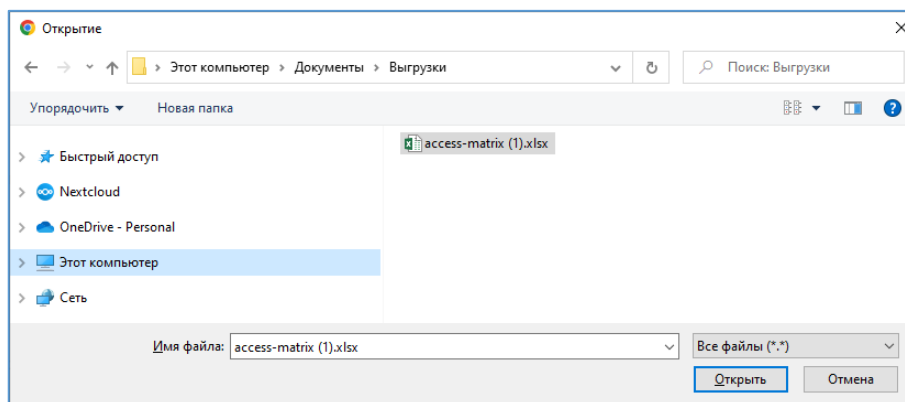 Открытие
Этот компьютер > Документы > Выгрузки
Поиск: Выгрузки
Упорядочить
Новая папка
Быстрый доступ
Nextcloud
OneDrive - Personal
Этот компьютер
Сеть
access-matrix (1).xlsx
Имя файла: access-matrix (1).xlsx
Все файлы (*.*)
Открыть
Отмена